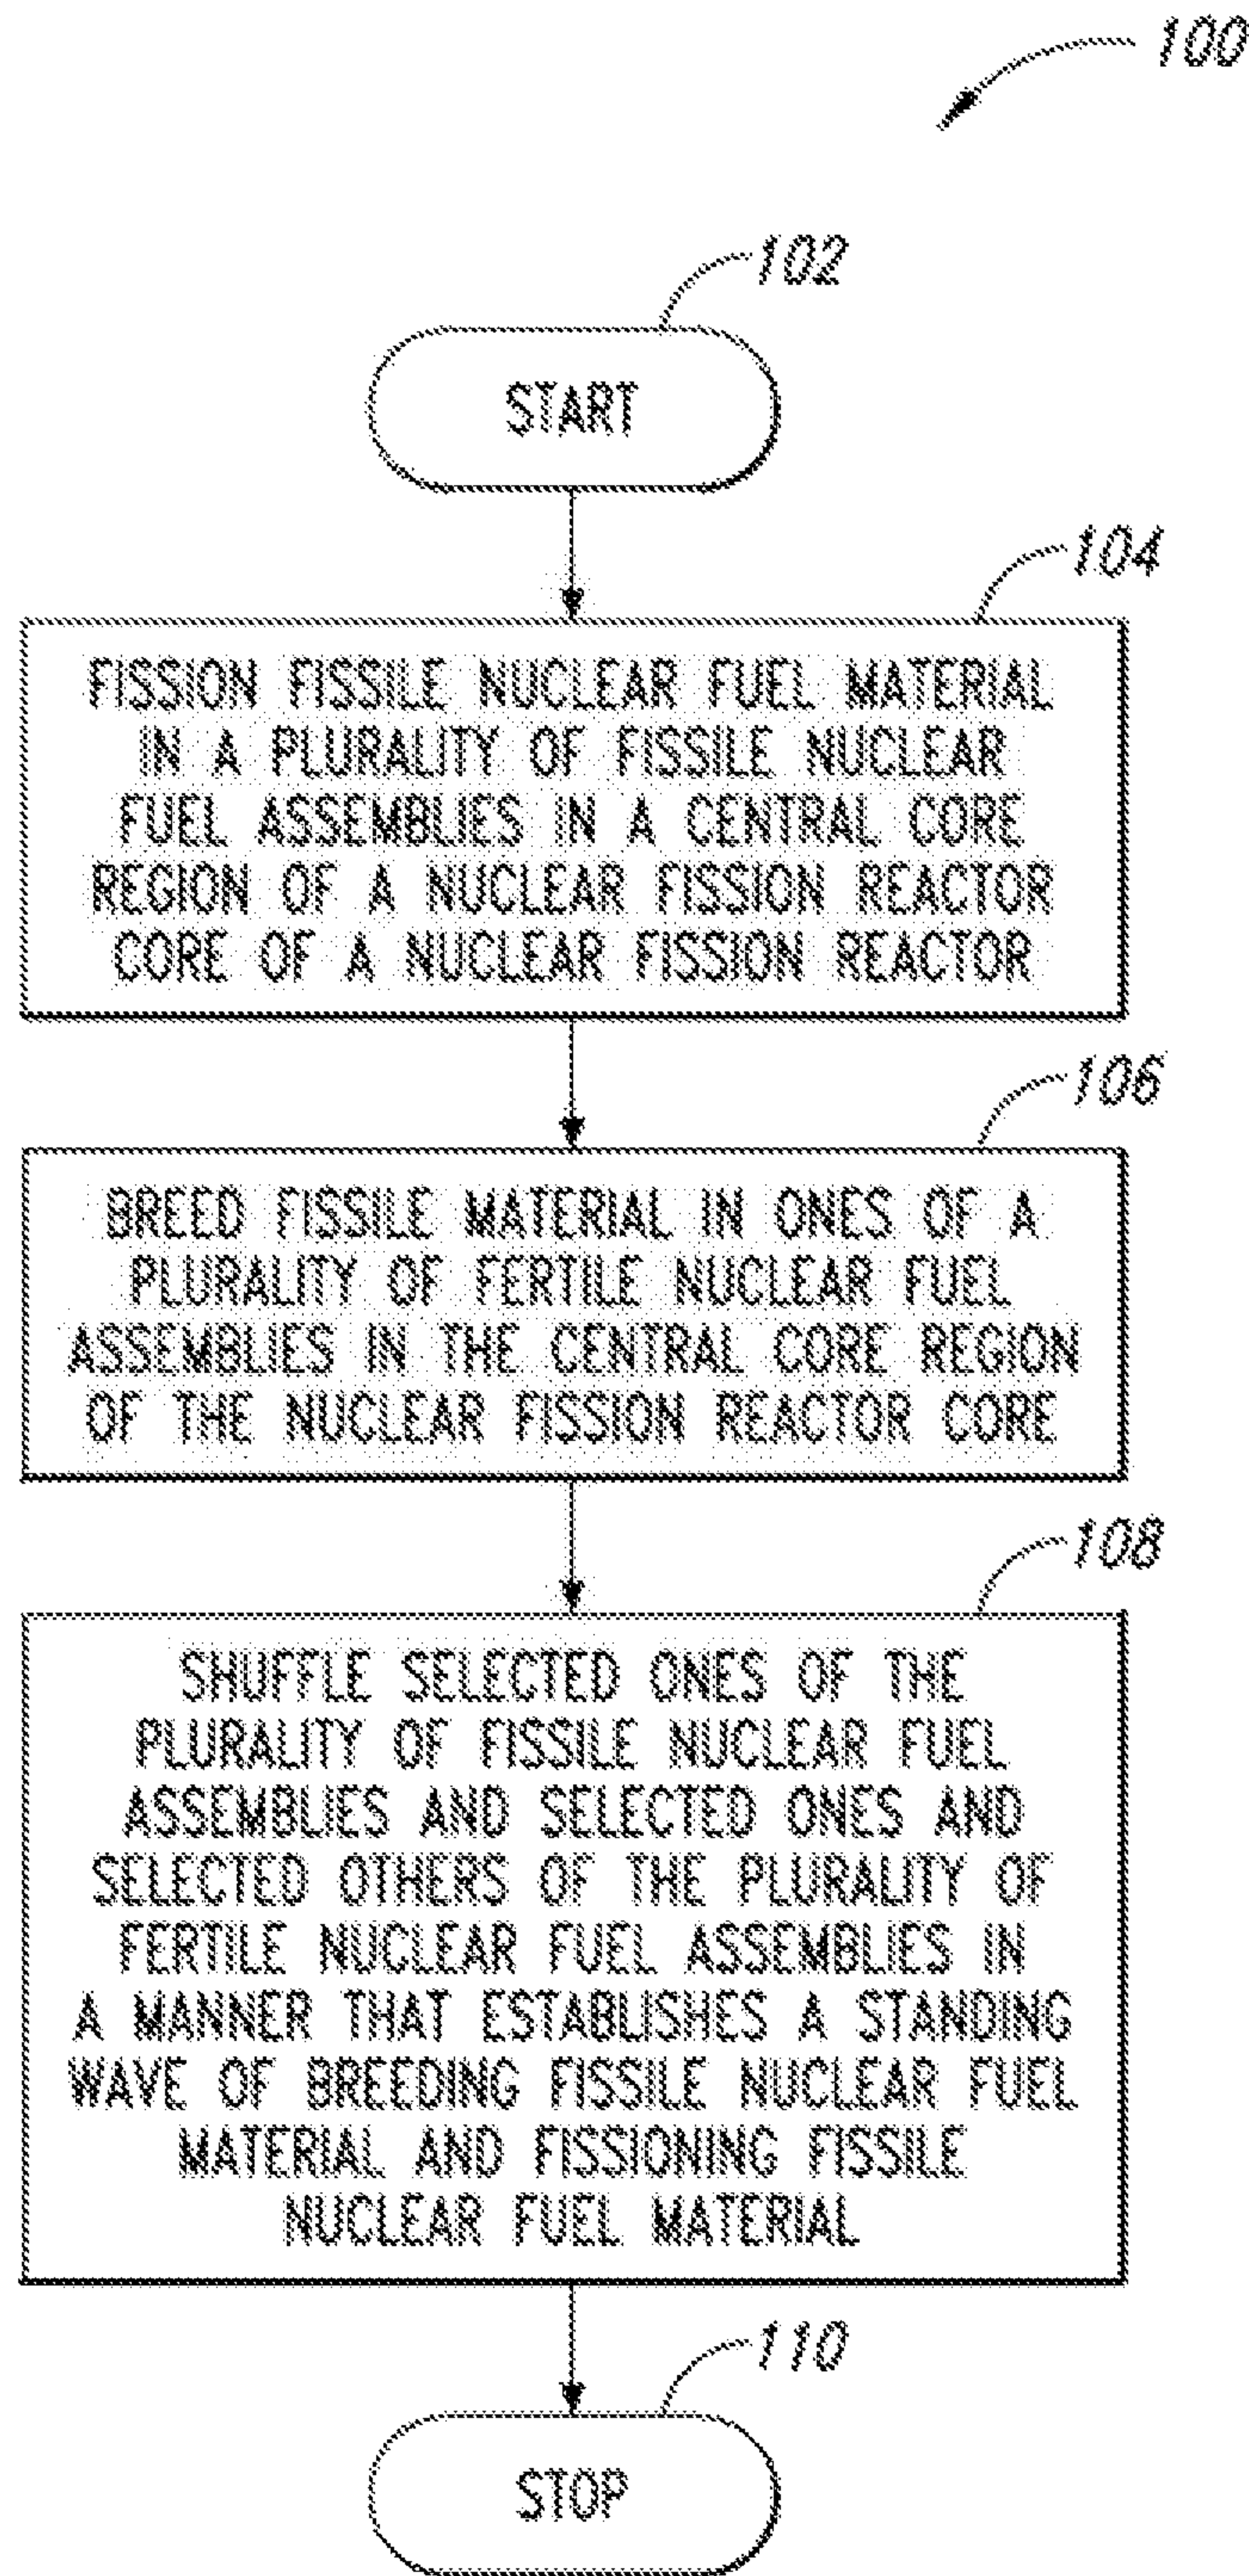 100
102
START
104
FISSION FISSILE NUCLEAR FUEL MATERIAL
IN A PLURALITY OF FISSILE NUCLEAR
FUEL ASSEMBLIES IN A CENTRAL CORE
REGION OF A NUCLEAR FISSION REACTOR
CORE OF A NUCLEAR FISSION REACTOR
106
BREED FISSILE MATERIAL IN ONES OF A
PLURALITY OF FERTILE NUCLEAR FUEL
ASSEMBLIES IN THE CENTRAL CORE REGION
OF THE NUCLEAR FISSION REACTOR CORE
108
SHUFFLE SELECTED ONES OF THE
PLURALITY OF FISSILE NUCLEAR FUEL
ASSEMBLIES AND SELECTED ONES AND
SELECTED OTHERS OF THE PLURALITY OF
FERTILE NUCLEAR FUEL ASSEMBLIES IN
A MANNER THAT ESTABLISHES A STANDING
WAVE OF BREEDING FISSILE NUCLEAR FUEL
MATERIAL AND FISSIONING FISSILE
NUCLEAR FUEL MATERIAL
110
STOP